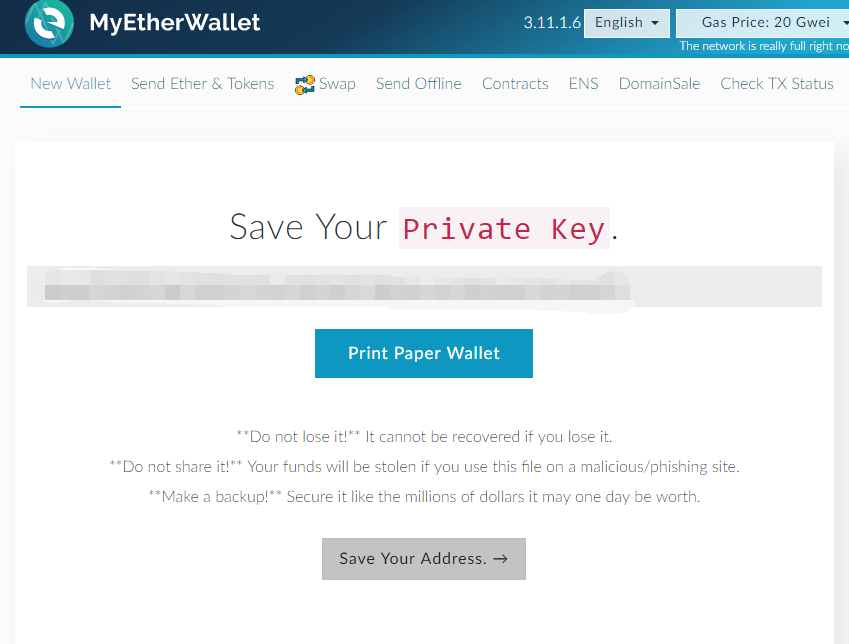 MyEtherWallet
3.11.1.6 English Gas Price: 20 Gwei
The network is really full right no
New Wallet Send Ether & Tokens Swap Send Offline Contracts ENS DomainSale Check TX Status
Save Your Private Key.
Print Paper Wallet
**Do not lose it!** It cannot be recovered if you lose it.
**Do not share it!** Your funds will be stolen if you use this file on a malicious/phishing site.
**Make a backup!** Secure it like the millions of dollars it may one day be worth.
Save Your Address. →